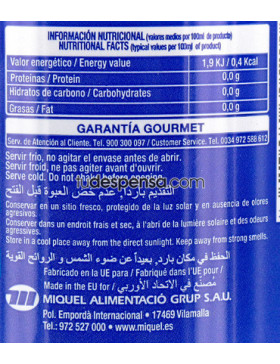 INFORMACIÓN NUTRICIONAL (valores medios por 100ml de producto)
NUTRITIONAL FACTS (typical values per 100ml of product)
Valor energético / Energy value 1,9 KJ / 0,4 Kcal
Proteínas / Protein 0,0 g
Hidratos de carbono / Carbohydrates 0,0 g
Grasas / Fat 0,0 g
GARANTÍA GOURMET
Serv. de Atención al Cliente. Tel. 900 300 097 / Customer Service. Tel. 0034 972 588 612
Servir frío, no agitar el envase antes de abrir.
Servir froid, ne pas agiter avant d'ouvrir.
Serve cold. Do not shake before opening.
tudespensa.com
التقديم بارداً, عدم خض العبوة قبل الفتح
Conservar en un sitio fresco, protegido de la luz solar y en ausencia de olores agresivos.
Conserver dans un endroit frais et sec, à l'abri de la lumière solaire et des odeurs agressives.
Store in a cool place away from the direct sunlight. Keep away from strong smells.
الحفظ في مكان بارد, بعيداً عن ضوء الشمس و الروائح القوية
Fabricado en la UE para / Fabriqué dans l'UE pour /
Made in the EU for / مصنع في الاتحاد الأوربي
M
MIQUEL ALIMENTACIÓ GRUP S.A.U.
Pol. Empordà Internacional • 17469 Vilamalla
Tel: 972 527 000 • www.miquel.es